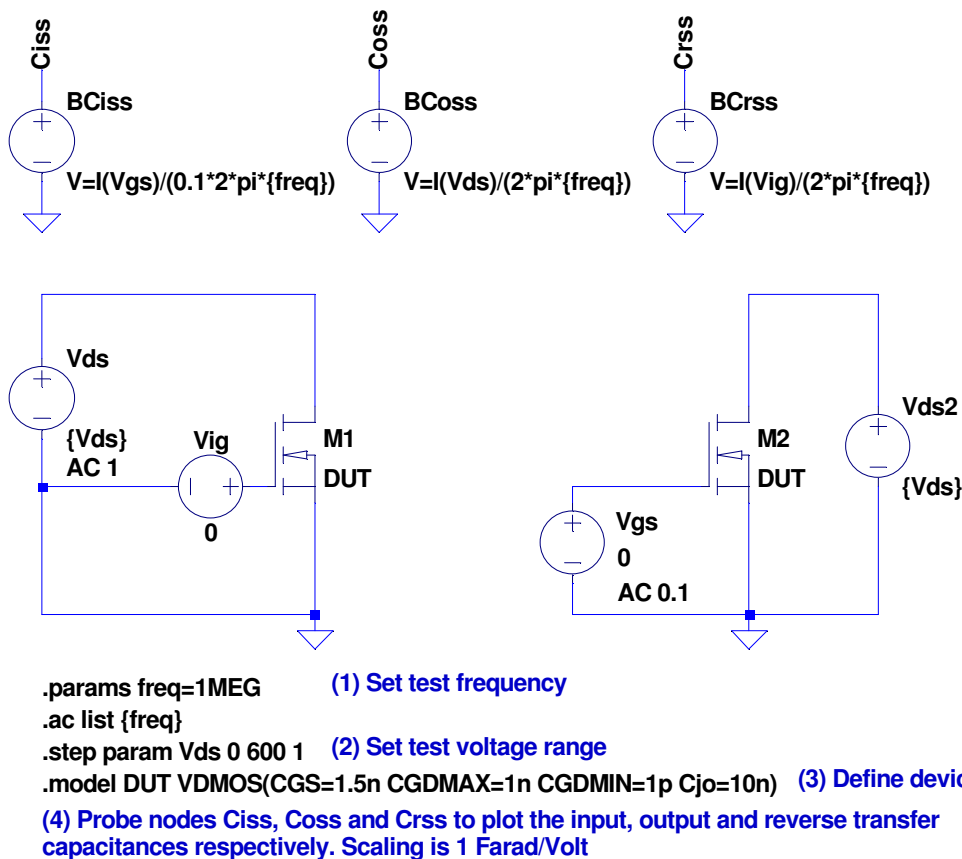 Ciss
Coss
Crss
BCiss
BCoss
BCrss
V=I(Vgs)/(0.1*2*pi*{freq})
V=I(Vds)/(2*pi*{freq})
V=I(Vig)/(2*pi*{freq})
Vds
{Vds}
AC 1
Vig
0
M1
DUT
M2
DUT
Vds2
{Vds}
Vgs
0
AC 0.1
.params freq=1MEG (1) Set test frequency
.ac list {freq}
.step param Vds 0 600 1 (2) Set test voltage range
.model DUT VDMOS(CGS=1.5n CGDMAX=1n CGDMIN=1p Cjo=10n) (3) Define devic
(4) Probe nodes Ciss, Coss and Crss to plot the input, output and reverse transfer
capacitances respectively. Scaling is 1 Farad/Volt